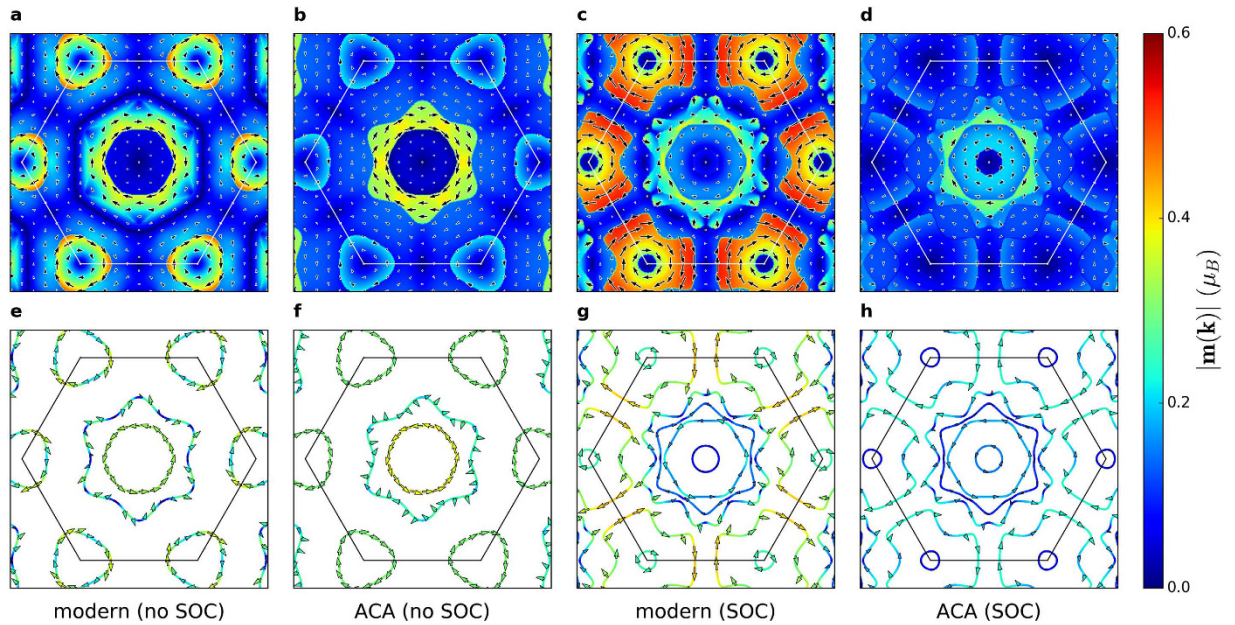 a
b
c
d
0.6
0.4
0.2
0.0
|m(k)| (μ_B)
e
f
g
h
modern (no SOC)
ACA (no SOC)
modern (SOC)
ACA (SOC)